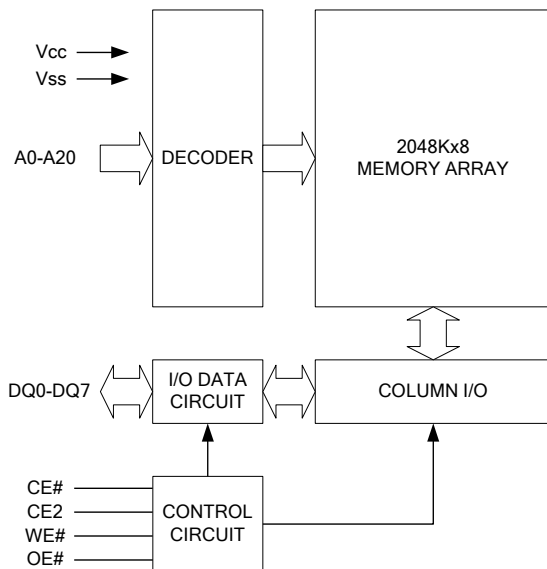 Vcc
Vss
A0-A20
DECODER
2048Kx8
MEMORY ARRAY
DQ0-DQ7
I/O DATA
CIRCUIT
COLUMN I/O
CE#
CE2
WE#
OE#
CONTROL
CIRCUIT